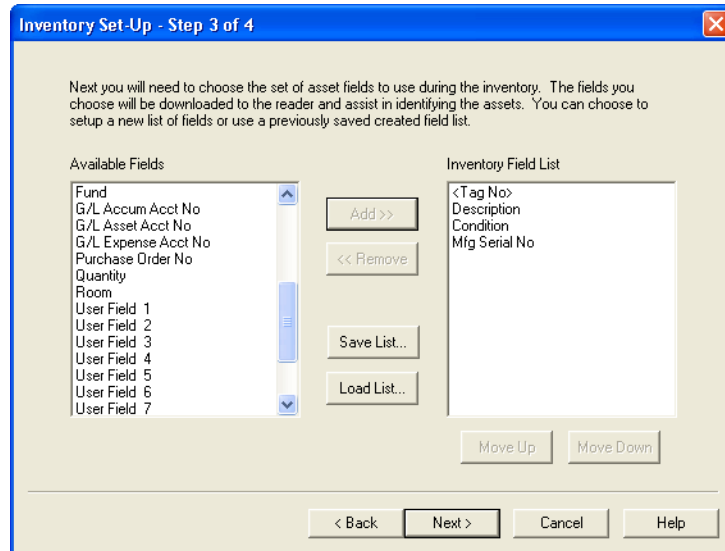 Inventory Set-Up - Step 3 of 4
Next you will need to choose the set of asset fields to use during the inventory. The fields you
choose will be downloaded to the reader and assist in identifying the assets. You can choose to
setup a new list of fields or use a previously saved created field list.
Available Fields
Fund
G/L Accum Acct No
G/L Asset Acct No
G/L Expense Acct No
Purchase Order No
Quantity
Room
User Field 1
User Field 2
User Field 3
User Field 4
User Field 5
User Field 6
User Field 7
Add >>
<< Remove
Save List...
Load List...
Inventory Field List
<Tag No>
Description
Condition
Mfg Serial No
Move Up
Move Down
< Back
Next >
Cancel
Help